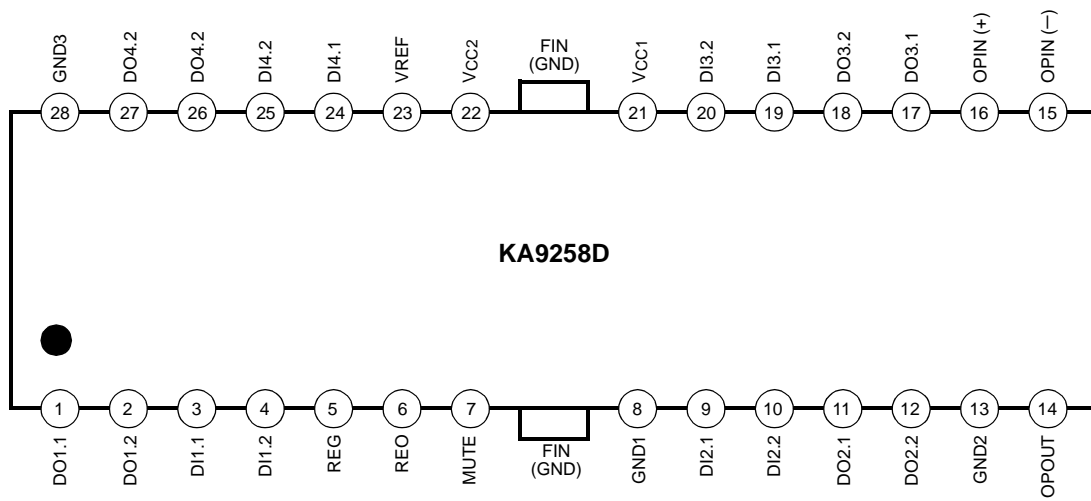 GND3
DO4.2
DO4.2
DI4.2
DI4.1
VREF
VCC2
FIN
(GND)
VCC1
DI3.2
DI3.1
DO3.2
DO3.1
OPIN (+)
OPIN (—)
28
27
26
25
24
23
22
21
20
19
18
17
16
15
KA9258D
1
2
3
4
5
6
7
8
9
10
11
12
13
14
DO1.1
DO1.2
DI1.1
DI1.2
REG
REO
MUTE
FIN
(GND)
GND1
DI2.1
DI2.2
DO2.1
DO2.2
GND2
OPOUT